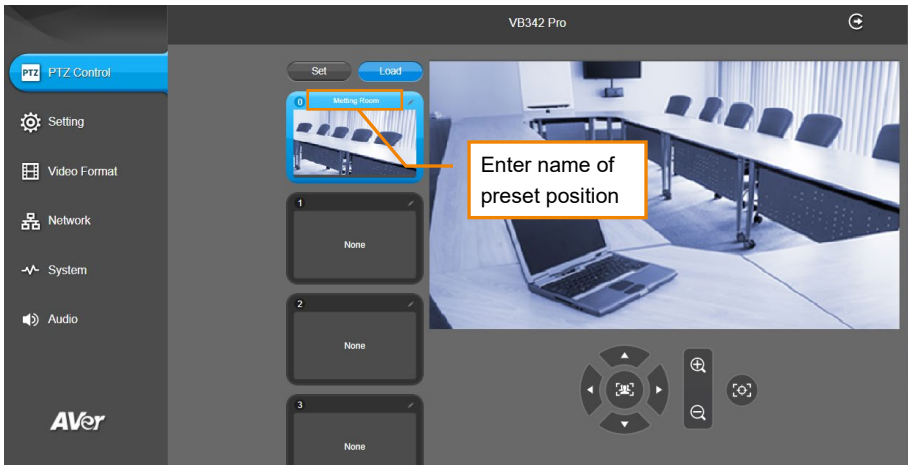 VB342 Pro
PTZ PTZ Control
Setting
Video Format
Network
System
Audio
AVer
Set Load
0 Metting Room
1
None
2
None
3
None
Enter name of
preset position